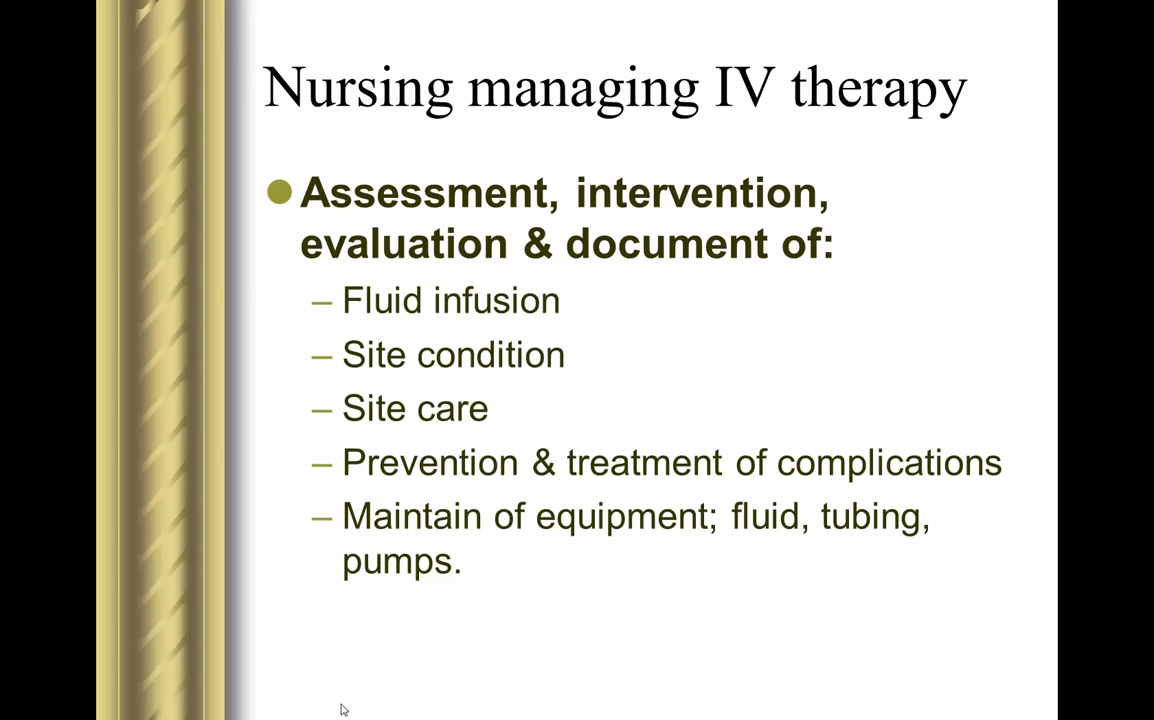 Nursing managing IV therapy
Assessment, intervention,
evaluation & document of:
– Fluid infusion
– Site condition
– Site care
– Prevention & treatment of complications
– Maintain of equipment; fluid, tubing,
pumps.